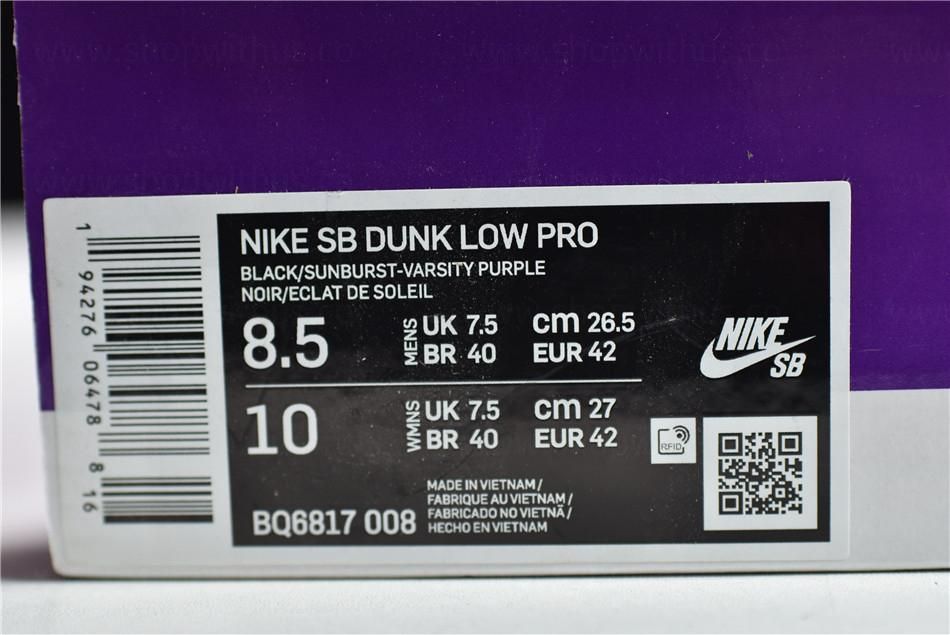 www.shopwithus.co
1 94276 06478 8 16
NIKE SB DUNK LOW PRO
BLACK/SUNBURST-VARSITY PURPLE
NOIR/ECLAT DE SOLEIL
8.5 MENS UK 7.5 cm 26.5
BR 40 EUR 42
10 WMNS UK 7.5 cm 27
BR 40 EUR 42
NIKE
SB
RFID
MADE IN VIETNAM /
FABRIQUE AU VIETNAM /
FABRICADO NO VIETNÃ /
HECHO EN VIETNAM
BQ6817 008